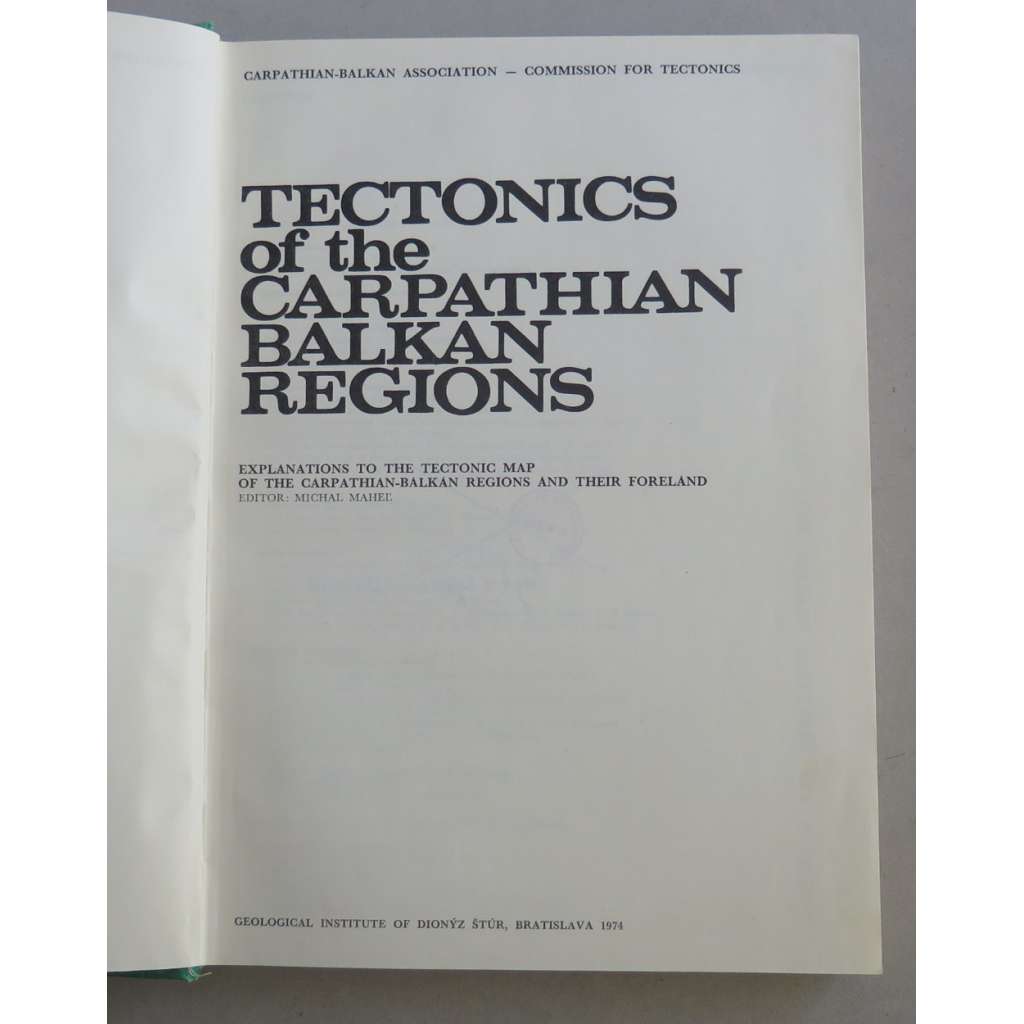 CARPATHIAN-BALKAN ASSOCIATION — COMMISSION FOR TECTONICS
TECTONICS
of the
CARPATHIAN
BALKAN
REGIONS
EXPLANATIONS TO THE TECTONIC MAP
OF THE CARPATHIAN-BALKAN REGIONS AND THEIR FORELAND
EDITOR: MICHAL MAHEĽ
GEOLOGICAL INSTITUTE OF DIONÝZ ŠTÚR, BRATISLAVA 1974